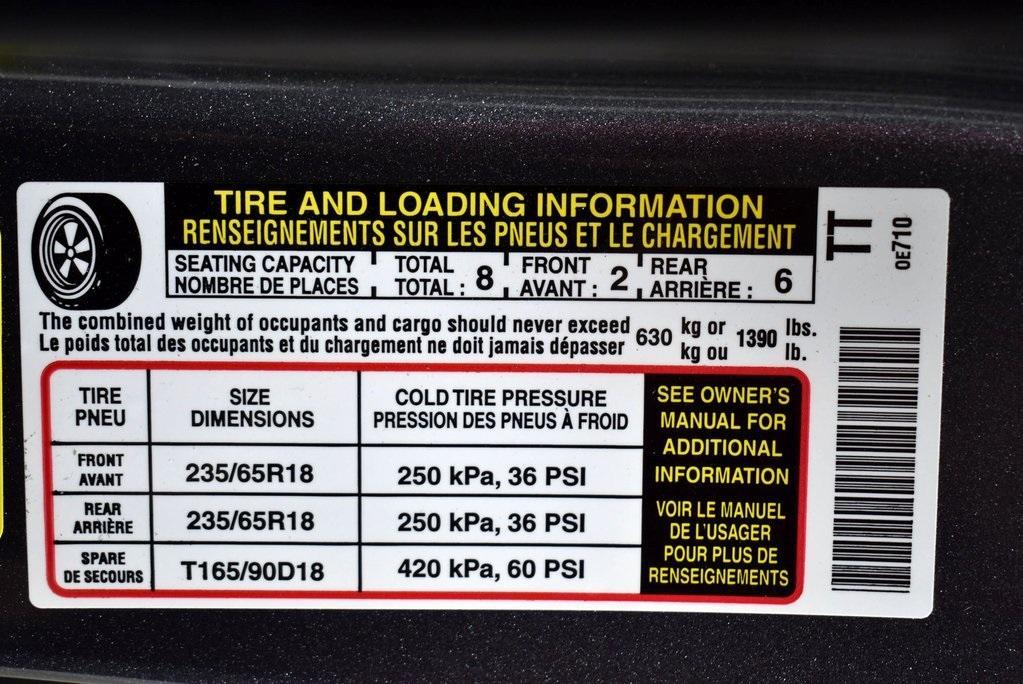 TIRE AND LOADING INFORMATION
RENSEIGNEMENTS SUR LES PNEUS ET LE CHARGEMENT
SEATING CAPACITY TOTAL FRONT REAR
NOMBRE DE PLACES TOTAL : 8 AVANT : 2 ARRIÈRE : 6
The combined weight of occupants and cargo should never exceed 630 kg or 1390 lbs.
Le poids total des occupants et du chargement ne doit jamais dépasser kg ou lb.
TIRE SIZE COLD TIRE PRESSURE
PNEU DIMENSIONS PRESSION DES PNEUS À FROID
FRONT
AVANT 235/65R18 250 kPa, 36 PSI
REAR
ARRIÈRE 235/65R18 250 kPa, 36 PSI
SPARE
DE SECOURS T165/90D18 420 kPa, 60 PSI
SEE OWNER'S
MANUAL FOR
ADDITIONAL
INFORMATION
VOIR LE MANUEL
DE L'USAGER
POUR PLUS DE
RENSEIGNEMENTS
TT
0E710